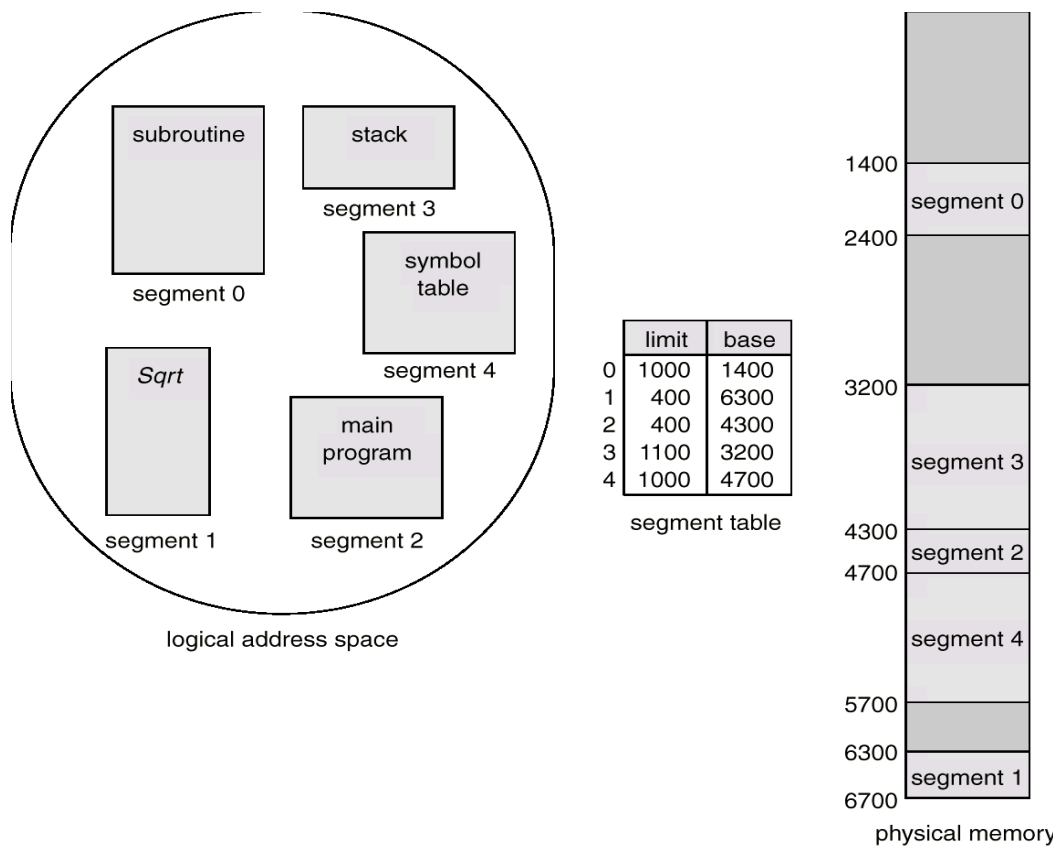 subroutine
segment 0
stack
segment 3
symbol
table
segment 4
Sqrt
segment 1
main
program
segment 2
logical address space
limit base
0 1000 1400
1 400 6300
2 400 4300
3 1100 3200
4 1000 4700
segment table
1400
segment 0
2400
3200
segment 3
4300
segment 2
4700
segment 4
5700
6300
segment 1
6700
physical memory